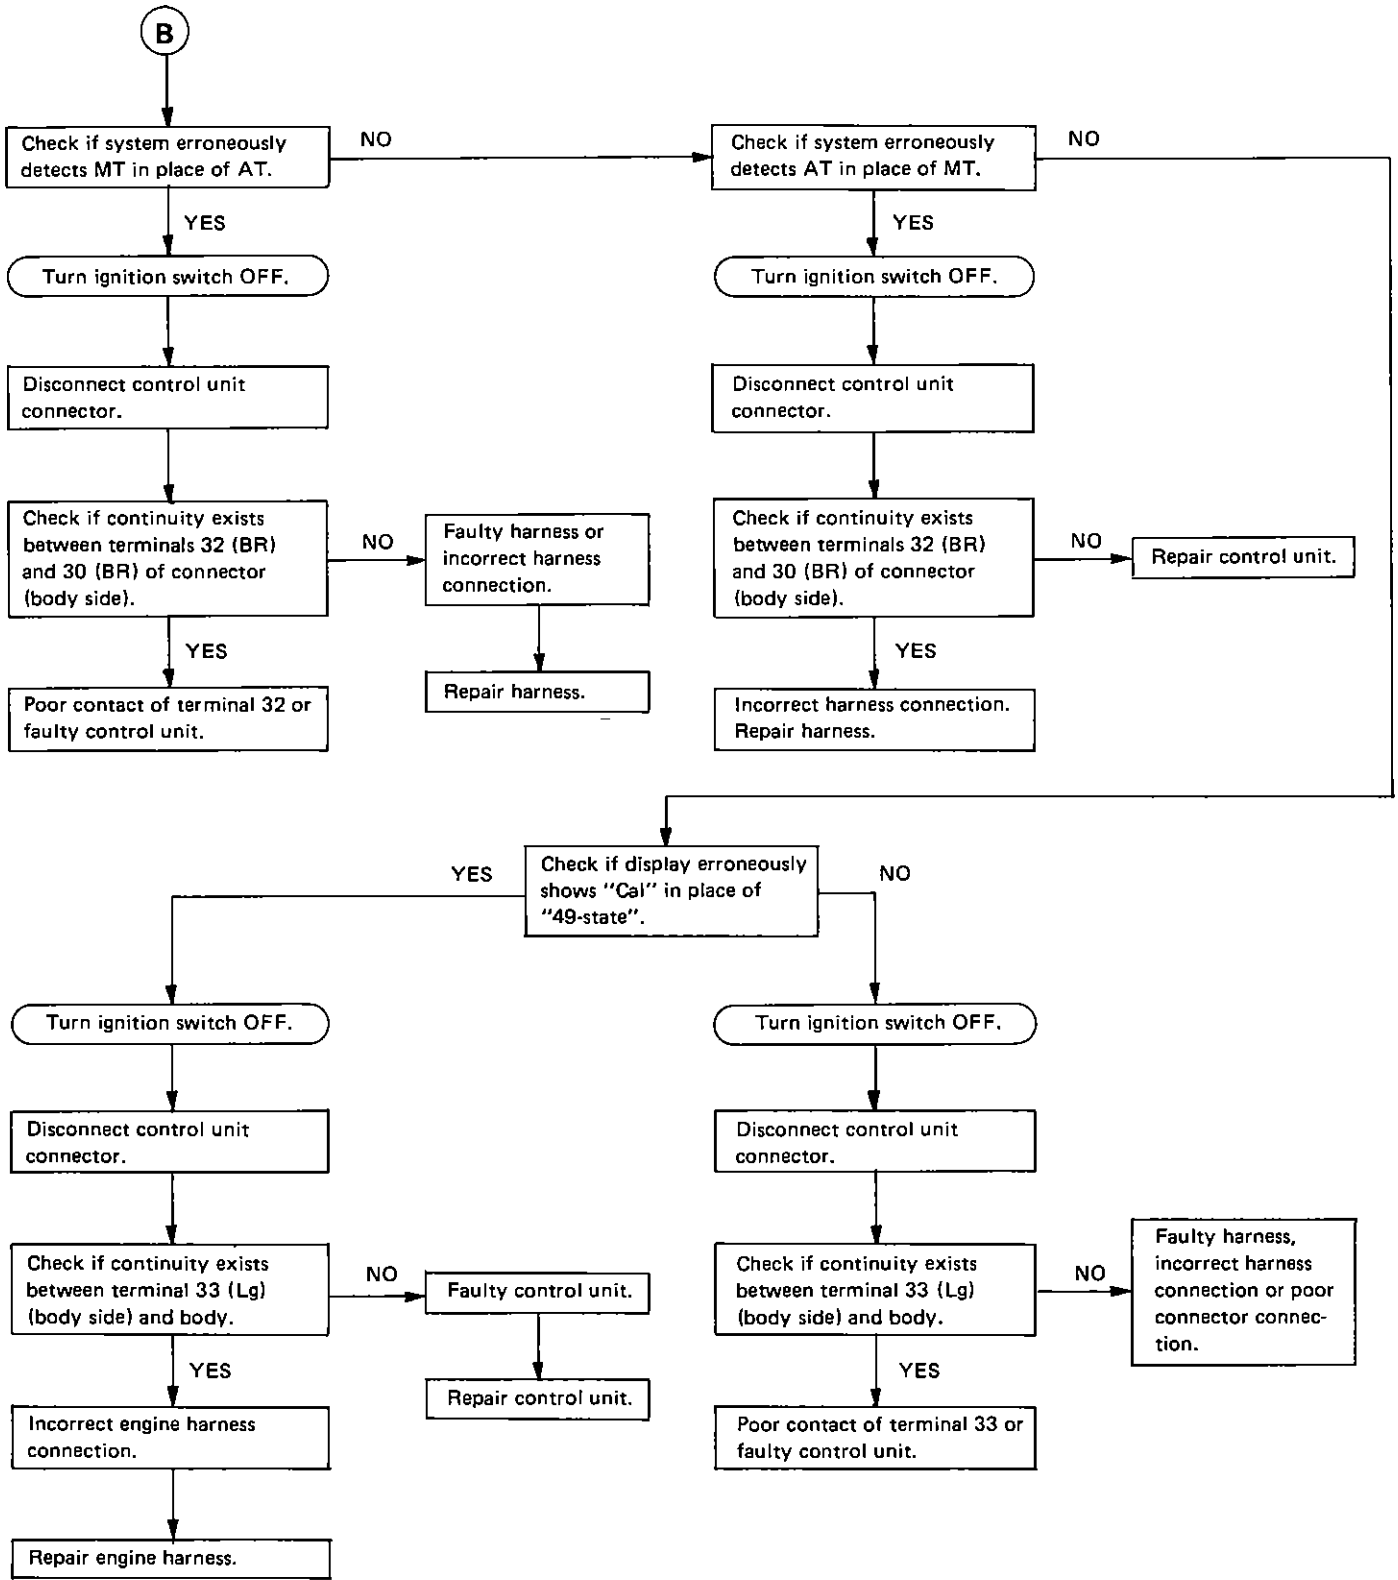 B
Check if system erroneously
detects MT in place of AT.
NO
YES
Turn ignition switch OFF.
Disconnect control unit
connector.
Check if continuity exists
between terminals 32 (BR)
and 30 (BR) of connector
(body side).
NO
Faulty harness or
incorrect harness
connection.
Repair harness.
YES
Poor contact of terminal 32 or
faulty control unit.
Check if system erroneously
detects AT in place of MT.
NO
YES
Turn ignition switch OFF.
Disconnect control unit
connector.
Check if continuity exists
between terminals 32 (BR)
and 30 (BR) of connector
(body side).
NO
Repair control unit.
YES
Incorrect harness connection.
Repair harness.
Check if display erroneously
shows "Cal" in place of
"49-state".
YES
NO
Turn ignition switch OFF.
Disconnect control unit
connector.
Check if continuity exists
between terminal 33 (Lg)
(body side) and body.
NO
Faulty control unit.
Repair control unit.
YES
Incorrect engine harness
connection.
Repair engine harness.
Turn ignition switch OFF.
Disconnect control unit
connector.
Check if continuity exists
between terminal 33 (Lg)
(body side) and body.
NO
Faulty harness,
incorrect harness
connection or poor
connector connec-
tion.
YES
Poor contact of terminal 33 or
faulty control unit.